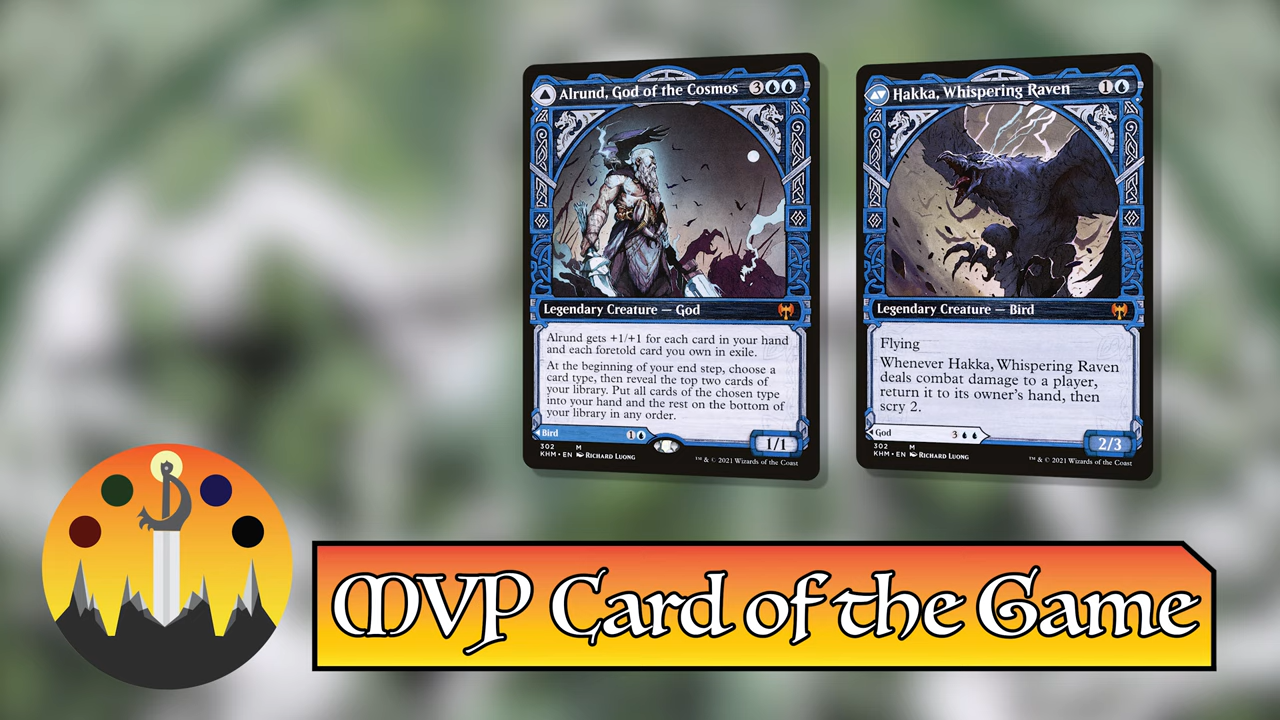 Alrund, God of the Cosmos 3
Legendary Creature — God
Alrund gets +1/+1 for each card in your hand
and each foretold card you own in exile.
At the beginning of your end step, choose a
card type, then reveal the top two cards of
your library. Put all cards of the chosen type
into your hand and the rest on the bottom of
your library in any order.
Bird 1
1/1
302 M
KHM • EN RICHARD LUONG
™ & © 2021 Wizards of the Coast
Hakka, Whispering Raven 1
Legendary Creature — Bird
Flying
Whenever Hakka, Whispering Raven
deals combat damage to a player,
return it to its owner's hand, then
scry 2.
God 3
2/3
302 M
KHM • EN RICHARD LUONG
™ & © 2021 Wizards of the Coast
MVP Card of the Game